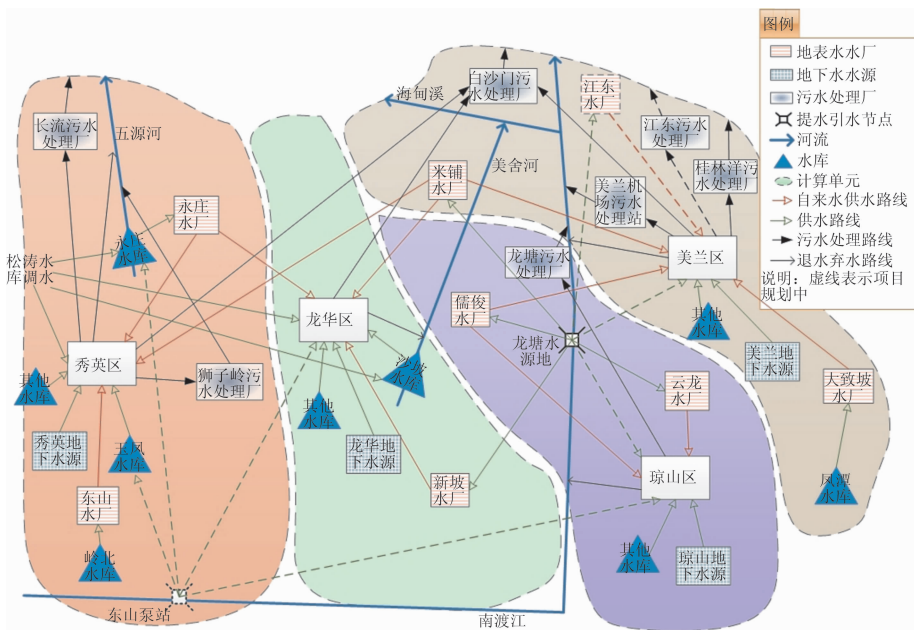 图例
地表水水厂
地下水水源
污水处理厂
提水引水节点
河流
水库
计算单元
自来水供水路线
供水路线
污水处理路线
退水弃水路线
说明：虚线表示项目
规划中
长流污水
处理厂
五源河
永庄
水厂
永庄
水库
松涛水
库调水
秀英区
狮子岭污
水处理厂
其他
水库
秀英地
下水源
玉凤
水库
东山
水厂
岭北
水库
东山泵站
龙华区
其他
水库
龙华地
下水源
新坡
水厂
沙坡
水库
美舍河
海甸溪
米铺
水厂
白沙门污
水处理厂
江东
水厂
江东污水
处理厂
桂林洋污
水处理厂
美兰机
场污水
处理站
美兰区
龙塘污水
处理厂
儒俊
水厂
龙塘水
源地
其他
水库
美兰地
下水源
大致坡
水厂
凤潭
水库
云龙
水厂
琼山区
其他
水库
琼山地
下水源
南渡江